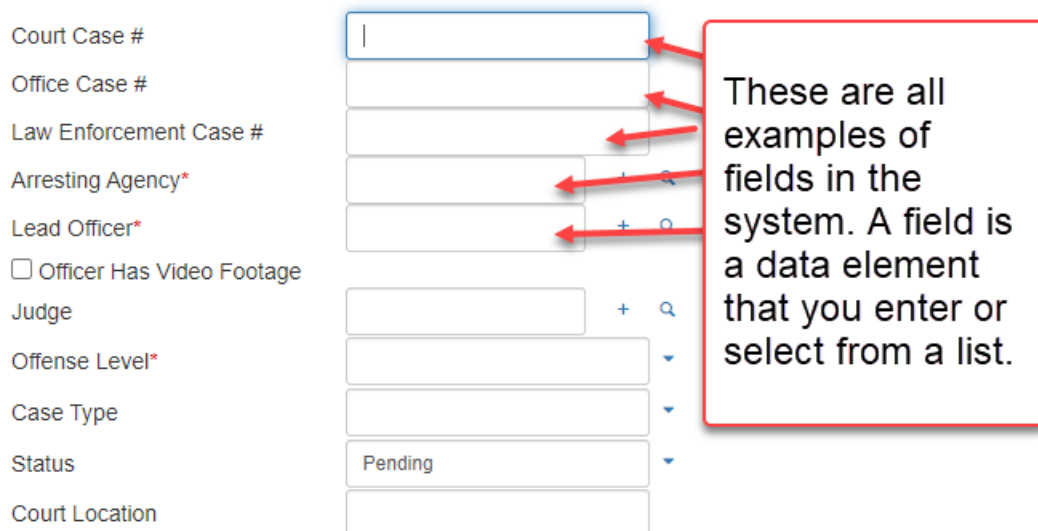 Court Case #
Office Case #
Law Enforcement Case #
Arresting Agency*
Lead Officer*
Officer Has Video Footage
Judge
Offense Level*
Case Type
Status
Pending
Court Location
These are all
examples of
fields in the
system. A field is
a data element
that you enter or
select from a list.